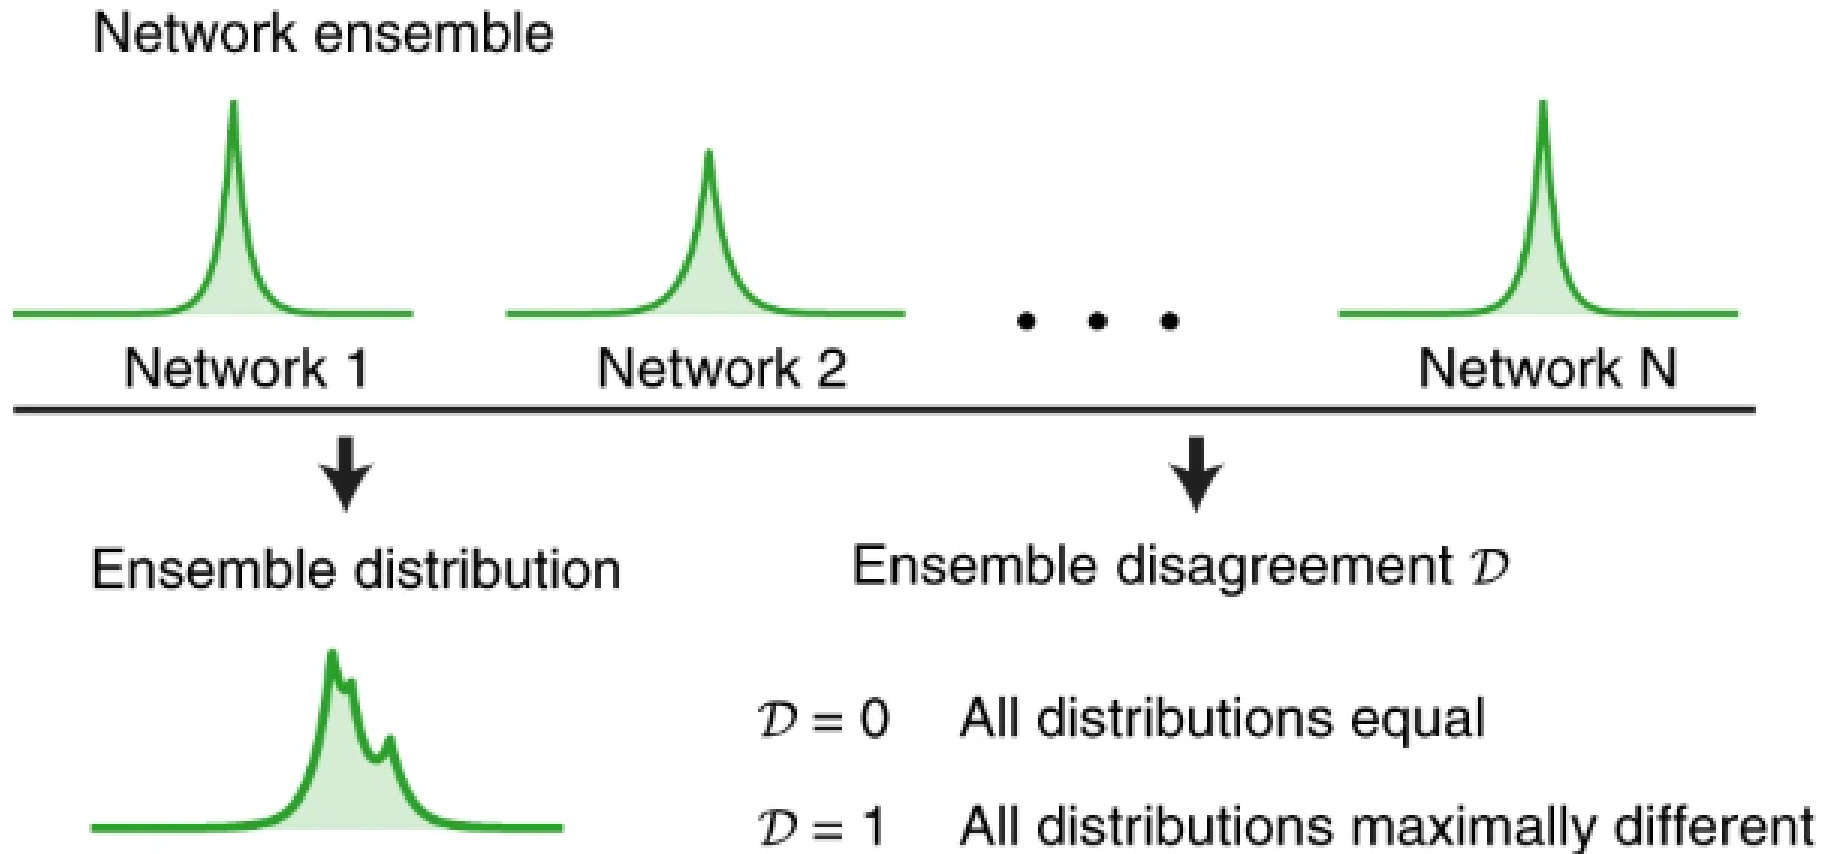 Network ensemble
Network 1
Network 2
Network N
Ensemble distribution
Ensemble disagreement 𝒟
𝒟 = 0 All distributions equal
𝒟 = 1 All distributions maximally different